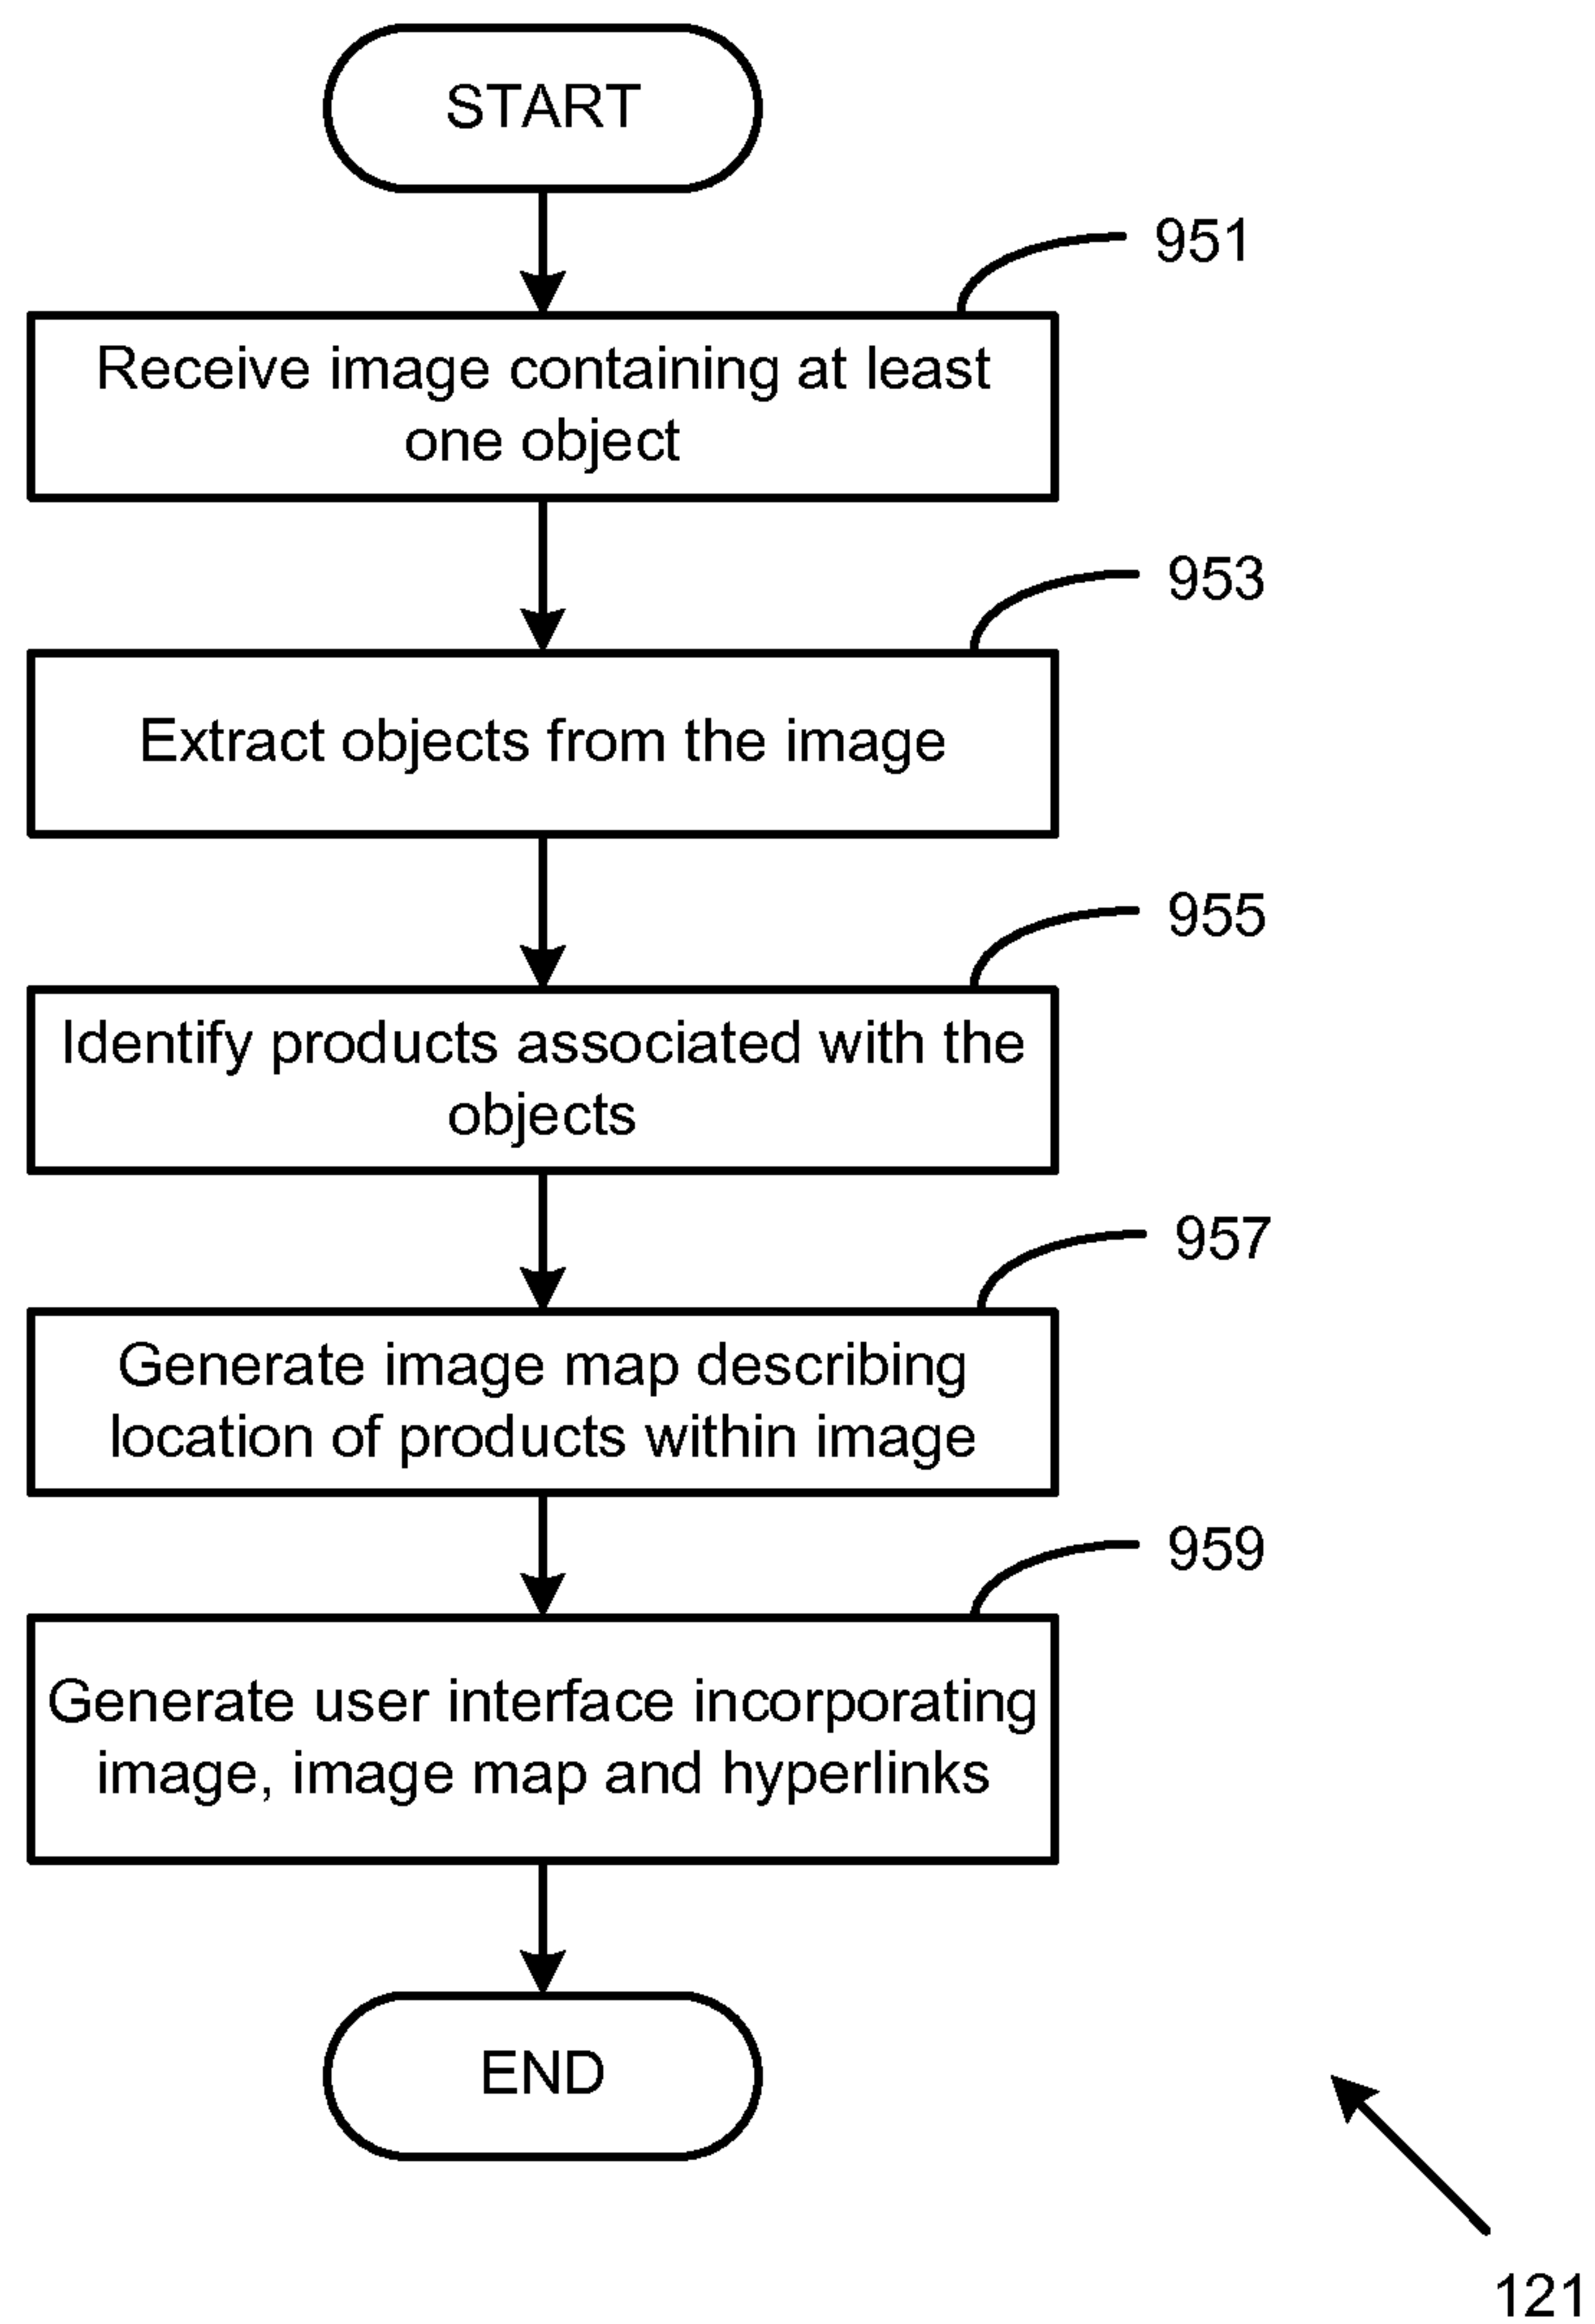 START
951
Receive image containing at least
one object
953
Extract objects from the image
955
Identify products associated with the
objects
957
Generate image map describing
location of products within image
959
Generate user interface incorporating
image, image map and hyperlinks
END
121